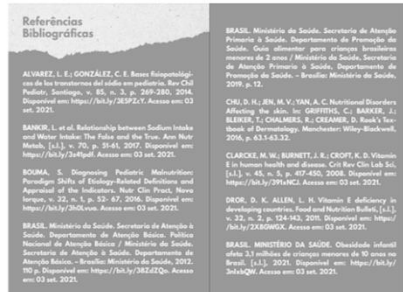 Referências
Bibliográficas
ALVAREZ, L. E.; GONZÁLEZ, C. E. Bases fisiopatológi-
cas de los transtornos del sódio em pediatría. Rev Chil
Pediatr, Santiago, v. 85, n. 3, p. 269-280, 2014.
Disponível em: https://bit.ly/3E5PZcY. Acesso em: 03
set. 2021.
BANKIR, L. et al. Relationship between Sodium Intake
and Water Intake: The False and the True. Ann Nutr
Metab, [s.l.], v. 70, p. 51-61, 2017. Disponível em:
https://bit.ly/3z41pdf. Acesso em: 03 set. 2021.
BOUMA, S. Diagnosing Pediatric Malnutrition:
Paradigm Shifts of Etiology-Related Definitions and
Appraisal of the Indicators. Nutr Clin Pract, Nova
Iorque, v. 32, n. 1, p. 52- 67, 2016. Disponível em:
https://bit.ly/3h0Lvua. Acesso em: 03 set. 2021.
BRASIL. Ministério da Saúde. Secretaria de Atenção à
Saúde. Departamento de Atenção Básica. Política
Nacional de Atenção Básica / Ministério da Saúde.
Secretaria de Atenção à Saúde. Departamento de
Atenção Básica. – Brasília: Ministério da Saúde, 2012.
110 p. Disponível em: https://bit.ly/38ZdZQo. Acesso
em: 03 set. 2021.
BRASIL. Ministério da Saúde. Secretaria de Atenção
Primaria à Saúde. Departamento de Promoção da
Saúde. Guia alimentar para crianças brasileiras
menores de 2 anos / Ministério da Saúde, Secretaria
de Atenção Primaria à Saúde, Departamento de
Promoção da Saúde. – Brasília: Ministério da Saúde,
2019. p. 12.
CHU, D. H.; JEN, M. V.; YAN, A. C. Nutritional Disorders
Affecting the skin. In: GRIFFITHS, C.; BARKER, J.;
BLEIKER, T.; CHALMERS, R.; CREAMER, D. Rook's Tex-
tbook of Dermatology. Manchester: Wiley-Blackwell,
2016, p. 63.1-63.32.
CLARCKE, M. W.; BURNETT, J. R.; CROFT, K. D. Vitamin
E in human health and disease. Crit Rev Clin Lab Sci,
[s.l.], v. 45, n. 5, p. 417-450, 2008. Disponível em:
https://bit.ly/391xNCJ. Acesso em: 03 set. 2021.
DROR, D. K. ALLEN, L. H. Vitamin E deficiency in
developing countries. Food and Nutrition Bulleti, [s.l.],
v. 32, n. 2, p. 124-143, 2011. Disponível em: https:/
/bit.ly/2XBGWGX. Acesso em: 03 set. 2021.
BRASIL. MINISTÉRIO DA SAÚDE. Obesidade infantil
afeta 3,1 milhões de crianças menores de 10 anos no
Brasil. [s.l.], 2021. Disponível em: https://bit.ly/
3nIsbQW. Acesso em: 03 set. 2021.